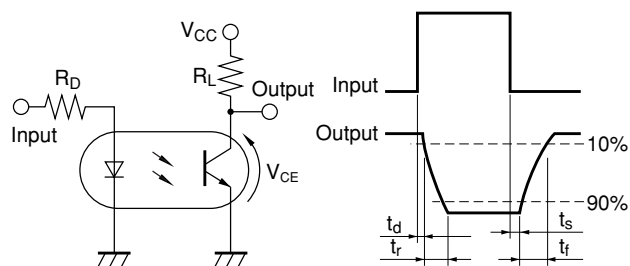 VCC
RD
RL
Output
Input
VCE
Input
Output
10%
90%
td
ts
tr
tf